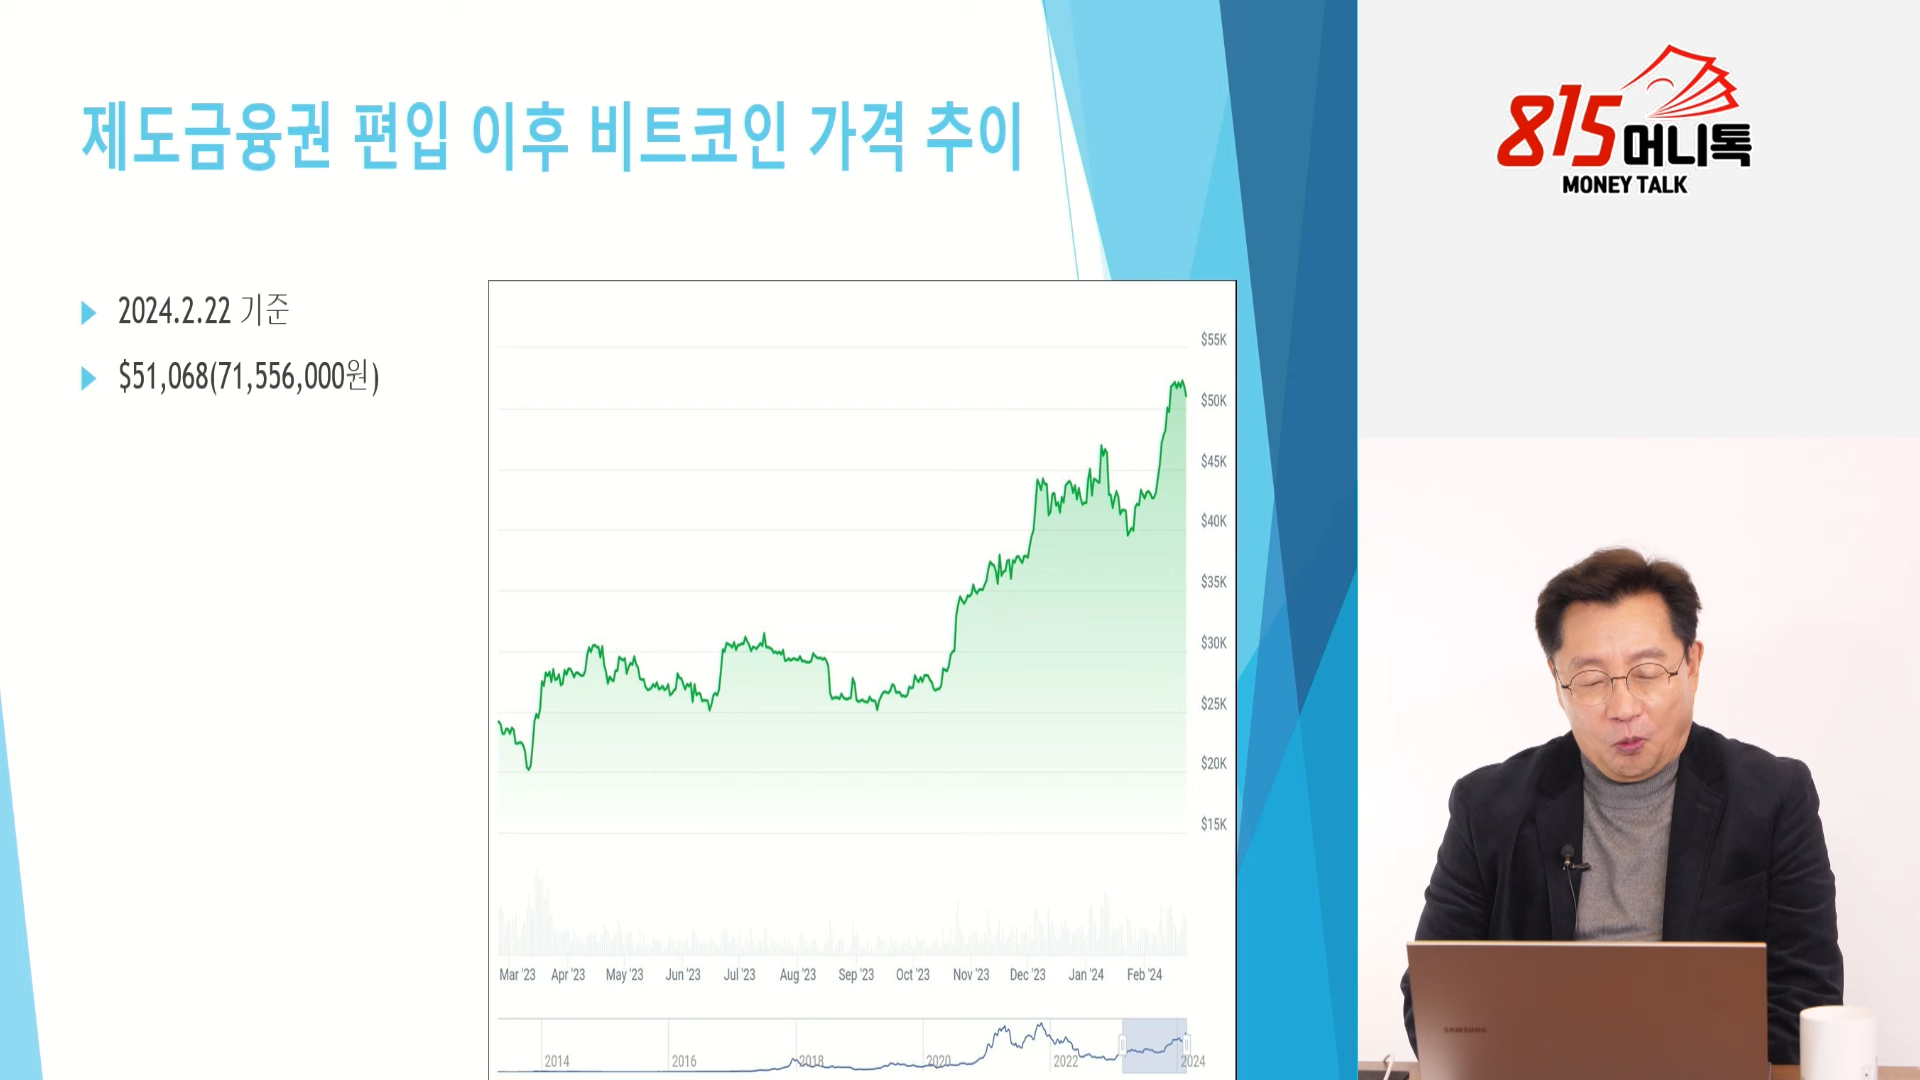 제도금융권 편입 이후 비트코인 가격 추이
2024.2.22 기준
$51,068(71,556,000원)
$55K
$50K
$45K
$40K
$35K
$30K
$25K
$20K
$15K
Mar '23 Apr '23 May '23 Jun '23 Jul '23 Aug '23 Sep '23 Oct '23 Nov '23 Dec '23 Jan '24 Feb '24
2014 2016 2018 2020 2022 2024
815머니톡
MONEY TALK
SAMSUNG